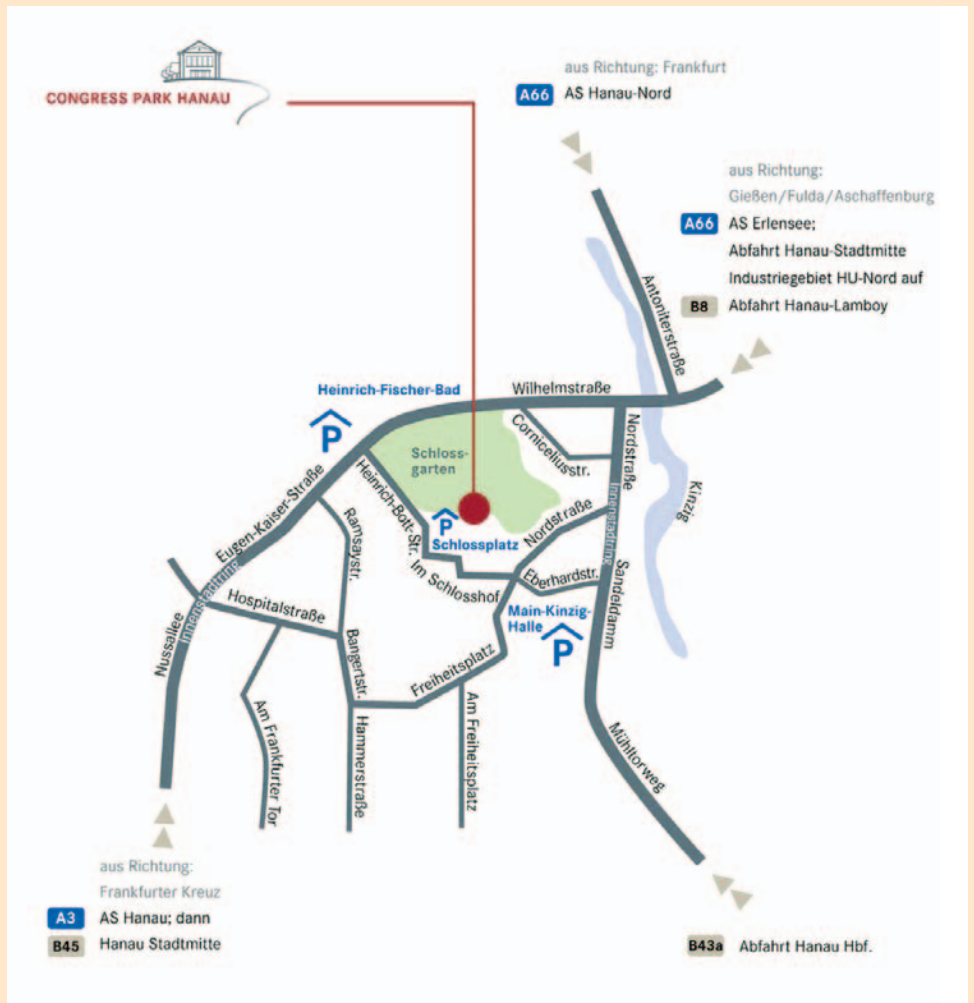 CONGRESS PARK HANAU
aus Richtung: Frankfurt
A66 AS Hanau-Nord
aus Richtung:
Gießen/Fulda/Aschaffenburg
A66 AS Erlensee;
Abfahrt Hanau-Stadtmitte
Industriegebiet HU-Nord auf
B8 Abfahrt Hanau-Lamboy
Antoniterstraße
Heinrich-Fischer-Bad
Wilhelmstraße
P
Corniceliusstr.
Nordstraße
Innenstadtring
Kinzig
Schloss-
garten
Heinrich-Bott-Str.
P
Schlossplatz
Nordstraße
Eugen-Kaiser-Straße
Innenstadtring
Nussallee
Ramsaystr.
Im Schlosshof
Eberhardstr.
Sandeldamm
Hospitalstraße
Main-Kinzig-
Halle
P
Bangertstr.
Freiheitsplatz
Am Frankfurter Tor
Hammerstraße
Am Freiheitsplatz
Mühltorweg
aus Richtung:
Frankfurter Kreuz
A3 AS Hanau; dann
B45 Hanau Stadtmitte
B43a Abfahrt Hanau Hbf.